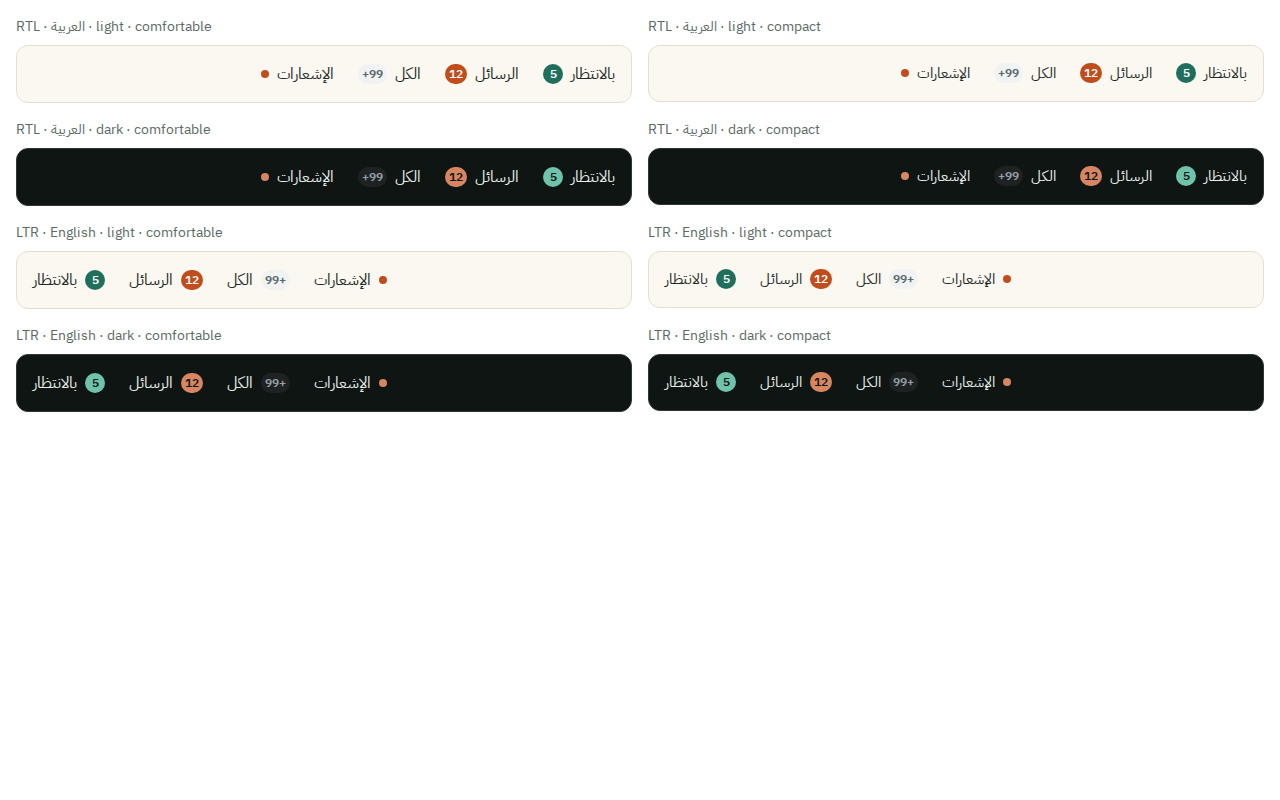 RTL · العربية · light · comfortable
بالانتظار 5 الرسائل 12 الكل +99 الإشعارات
RTL · العربية · light · compact
بالانتظار 5 الرسائل 12 الكل +99 الإشعارات
RTL · العربية · dark · comfortable
بالانتظار 5 الرسائل 12 الكل +99 الإشعارات
RTL · العربية · dark · compact
بالانتظار 5 الرسائل 12 الكل +99 الإشعارات
LTR · English · light · comfortable
بالانتظار 5 الرسائل 12 الكل 99+ الإشعارات
LTR · English · light · compact
بالانتظار 5 الرسائل 12 الكل 99+ الإشعارات
LTR · English · dark · comfortable
بالانتظار 5 الرسائل 12 الكل 99+ الإشعارات
LTR · English · dark · compact
بالانتظار 5 الرسائل 12 الكل 99+ الإشعارات